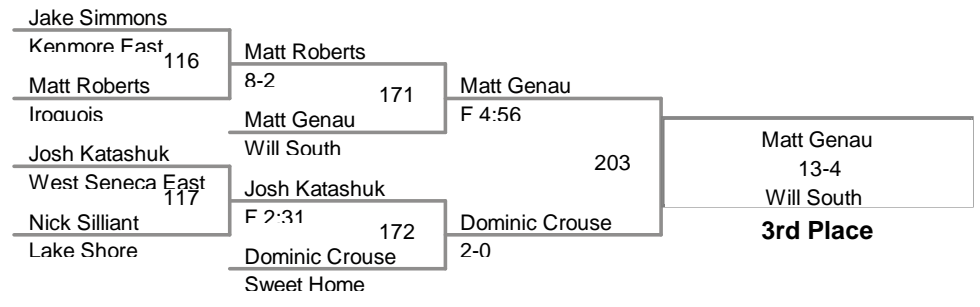 Jake Simmons
Kenmore East
116
Matt Roberts
8-2
Matt Roberts
Iroquois
171
Matt Genau
F 4:56
Matt Genau
Will South
Josh Katashuk
West Seneca East
117
Josh Katashuk
F 2:31
Nick Silliant
Lake Shore
172
Dominic Crouse
2-0
Dominic Crouse
Sweet Home
203
Matt Genau
13-4
Will South
3rd Place